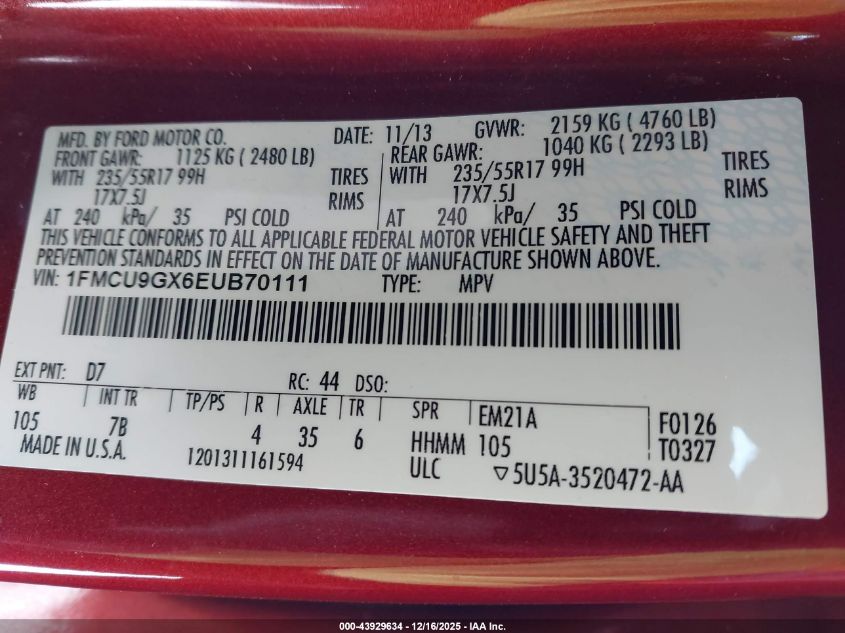 MFD. BY FORD MOTOR CO. DATE: 11/13 GVWR: 2159 KG ( 4760 LB)
FRONT GAWR: 1125 KG ( 2480 LB) REAR GAWR: 1040 KG ( 2293 LB)
WITH 235/55R17 99H TIRES WITH 235/55R17 99H TIRES
17X7.5J RIMS 17X7.5J RIMS
AT 240 kPa/ 35 PSI COLD AT 240 kPa/ 35 PSI COLD
THIS VEHICLE CONFORMS TO ALL APPLICABLE FEDERAL MOTOR VEHICLE SAFETY AND THEFT
PREVENTION STANDARDS IN EFFECT ON THE DATE OF MANUFACTURE SHOWN ABOVE.
VIN: 1FMCU9GX6EUB70111 TYPE: MPV
EXT PNT: D7 RC: 44 DSO:
WB INT TR TP/PS R AXLE TR SPR EM21A F0126
105 7B 4 35 6 HHMM 105 T0327
MADE IN U.S.A. 1201311161594 ULC ▽5U5A-3520472-AA
000-43929634 - 12/16/2025 - IAA Inc.